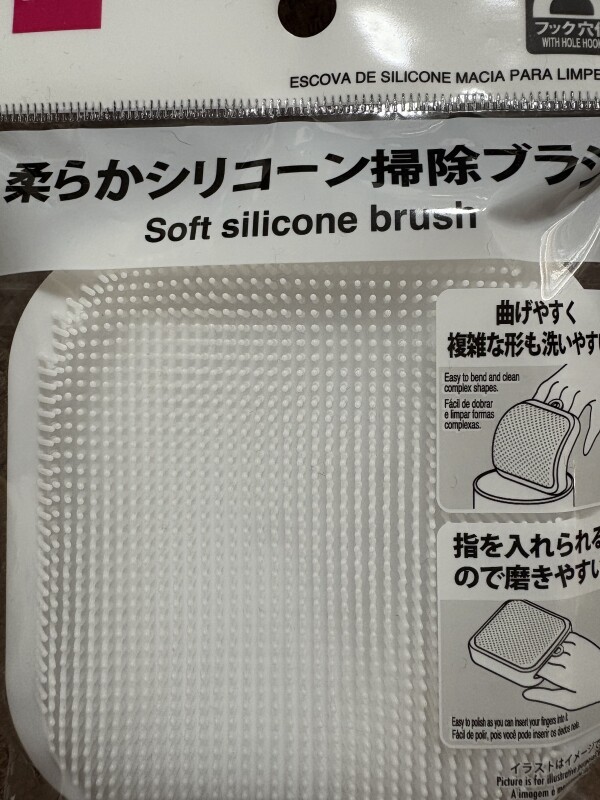 フック穴付
WITH HOLE HOOK
ESCOVA DE SILICONE MACIA PARA LIMPE
柔らかシリコーン掃除ブラシ
Soft silicone brush
曲げやすく
複雑な形も洗いやすい
Easy to bend and clean
complex shapes.
Fácil de dobrar
e limpar formas
complexas.
指を入れられる
ので磨きやすい
Easy to polish as you can insert your fingers into it.
Fácil de polir, pois você pode inserir os dedos nele.
イラストはイメージ
Picture is for illustrative
A imagem é